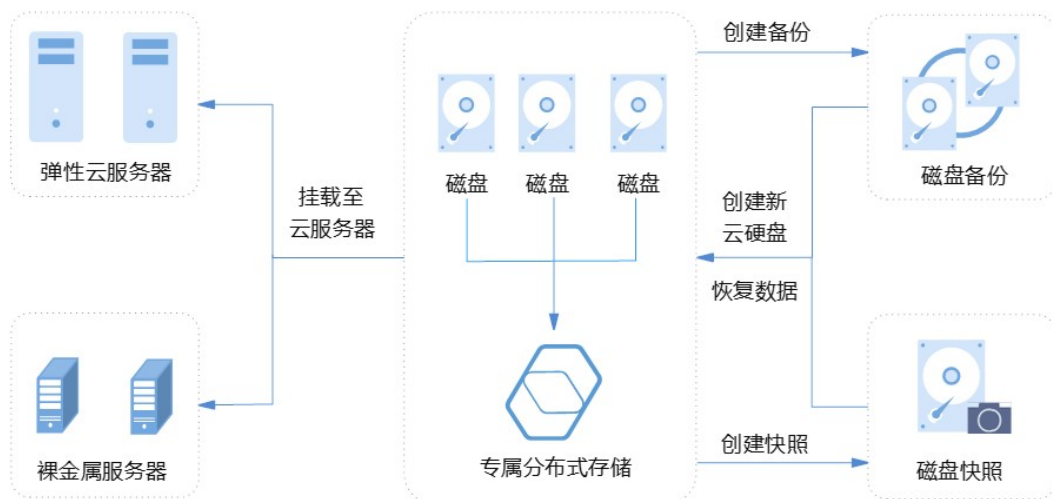 创建备份
弹性云服务器
磁盘
磁盘
磁盘
磁盘备份
挂载至
云服务器
创建新
云硬盘
恢复数据
创建快照
裸金属服务器
专属分布式存储
磁盘快照